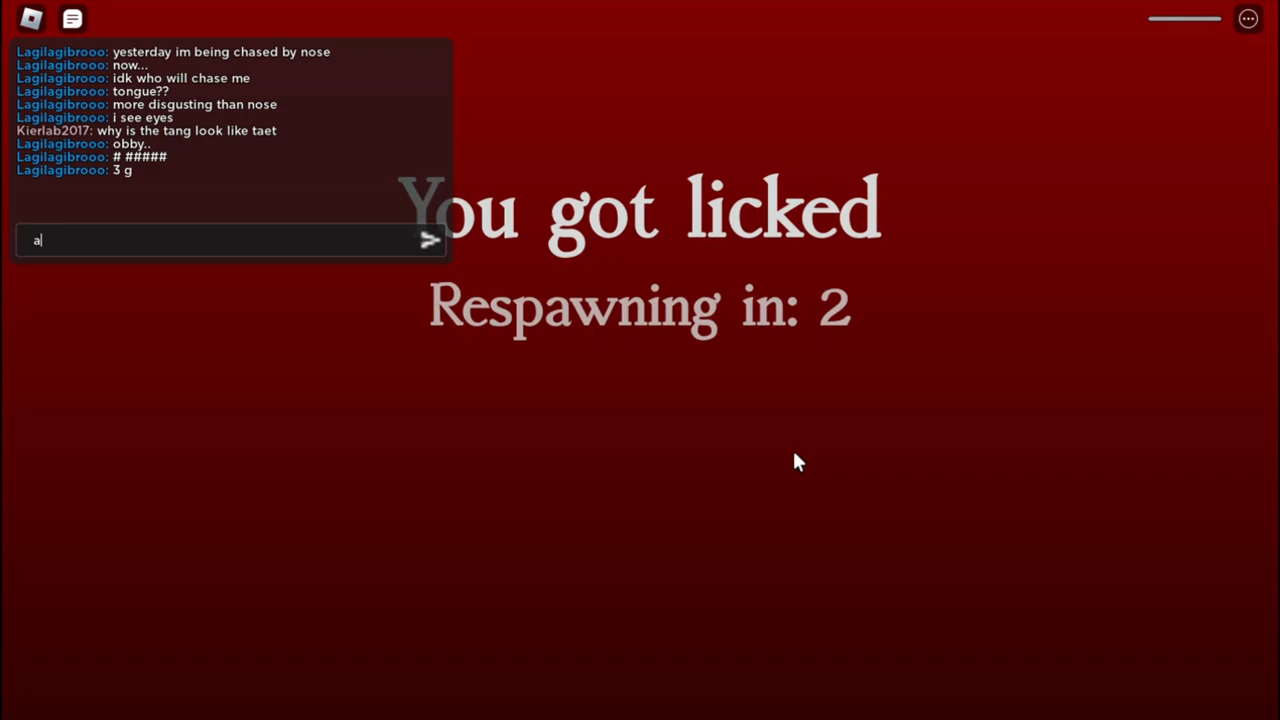 Lagilagibrooo: yesterday im being chased by nose
Lagilagibrooo: now...
Lagilagibrooo: idk who will chase me
Lagilagibrooo: tongue??
Lagilagibrooo: more disgusting than nose
Lagilagibrooo: i see eyes
Kierlab2017: why is the tang look like taet
Lagilagibrooo: obby..
Lagilagibrooo: # #####
Lagilagibrooo: 3 g
a
You got licked
Respawning in: 2